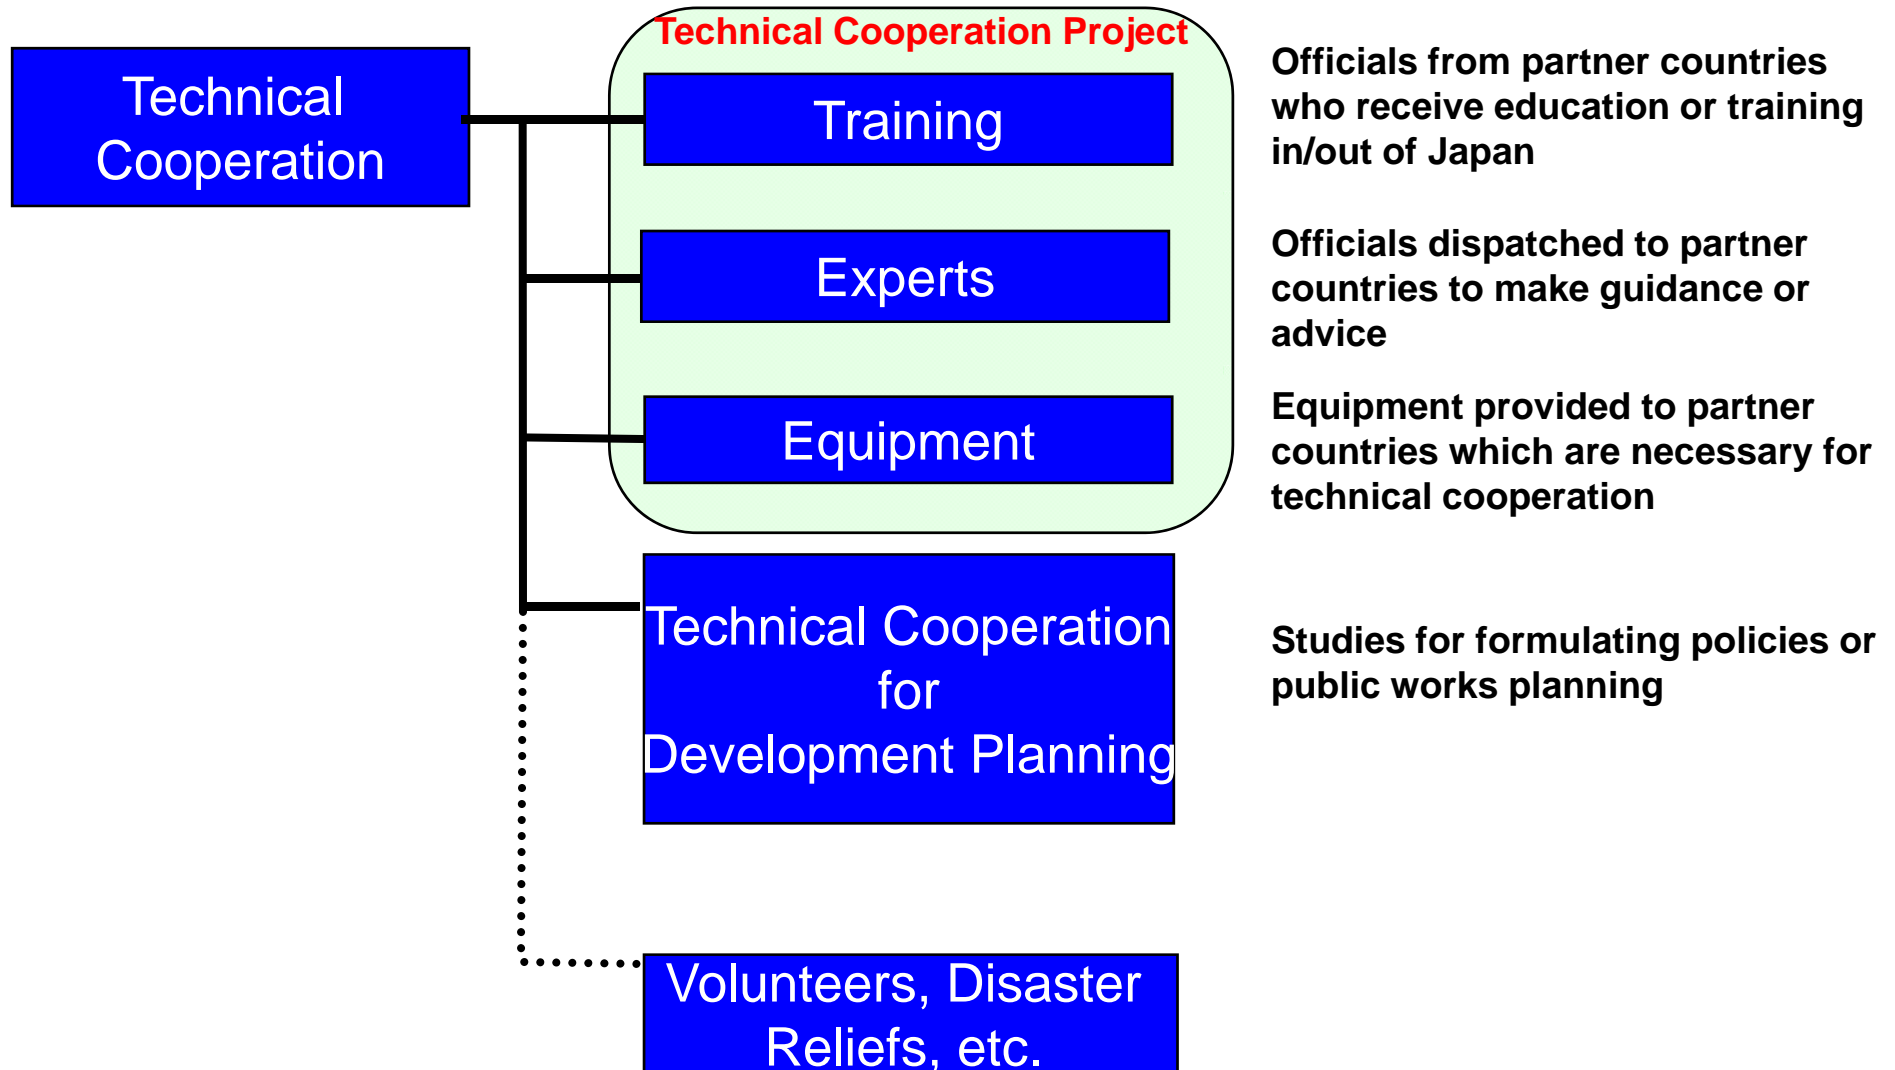 Technical Cooperation Project
Technical
Cooperation
Training
Officials from partner countries
who receive education or training
in/out of Japan
Experts
Officials dispatched to partner
countries to make guidance or
advice
Equipment
Equipment provided to partner
countries which are necessary for
technical cooperation
Technical Cooperation
for
Development Planning
Studies for formulating policies or
public works planning
Volunteers, Disaster
Reliefs, etc.